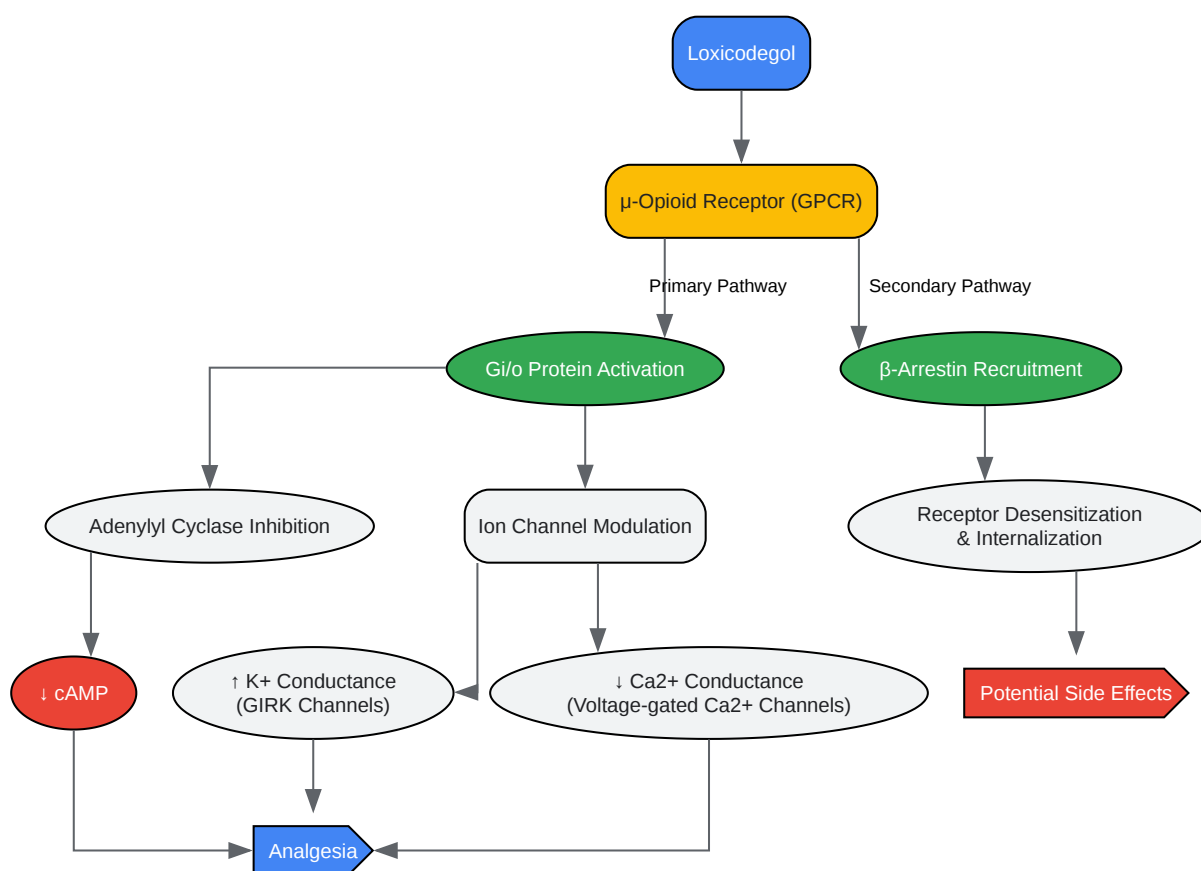 Loxicodegol
μ-Opioid Receptor (GPCR)
Primary Pathway
Secondary Pathway
Gi/o Protein Activation
β-Arrestin Recruitment
Adenylyl Cyclase Inhibition
Ion Channel Modulation
Receptor Desensitization
& Internalization
↓ cAMP
↑ K+ Conductance
(GIRK Channels)
↓ Ca2+ Conductance
(Voltage-gated Ca2+ Channels)
Potential Side Effects
Analgesia